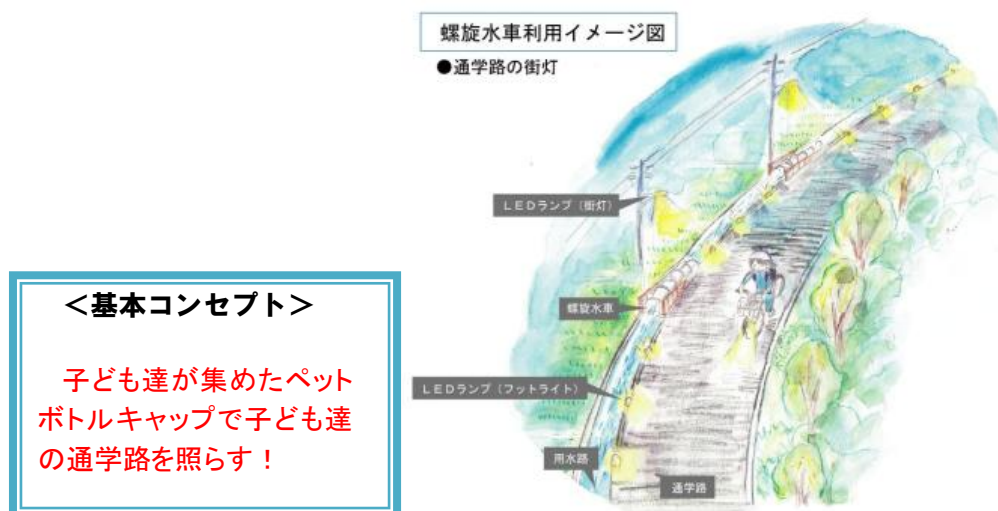 螺旋水車利用イメージ図
●通学路の街灯
LEDランプ（街灯）
螺旋水車
LEDランプ（フットライト）
用水路
通学路
＜基本コンセプト＞
子ども達が集めたペット
ボトルキャップで子ども達
の通学路を照らす！